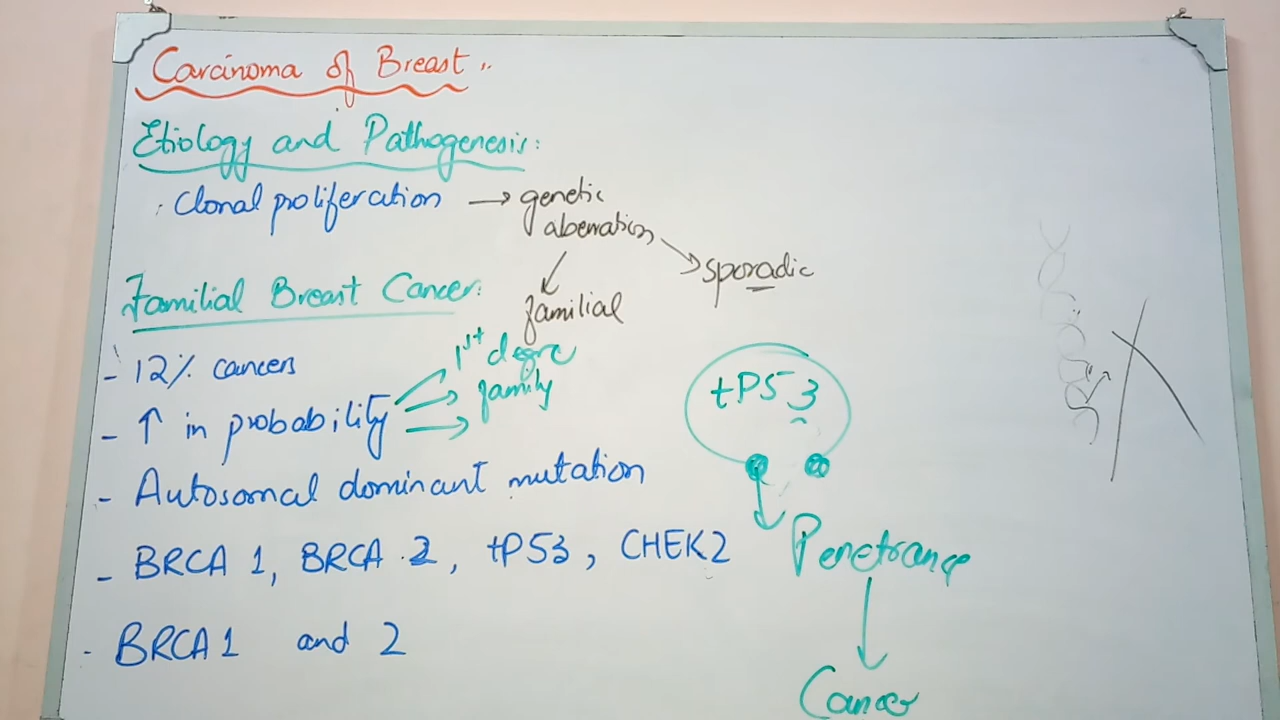 Carcinoma of Breast..
Etiology and Pathogenesis:
Clonal proliferation → genetic
aberration
familial
sporadic
Familial Breast Cancer:
- 12% cancers
- ↑ in probability
1st degre
family
- Autosomal dominant mutation
- BRCA 1, BRCA 2, tP53, CHEK2
- BRCA 1 and 2
tP53
Penetrance
Cancer